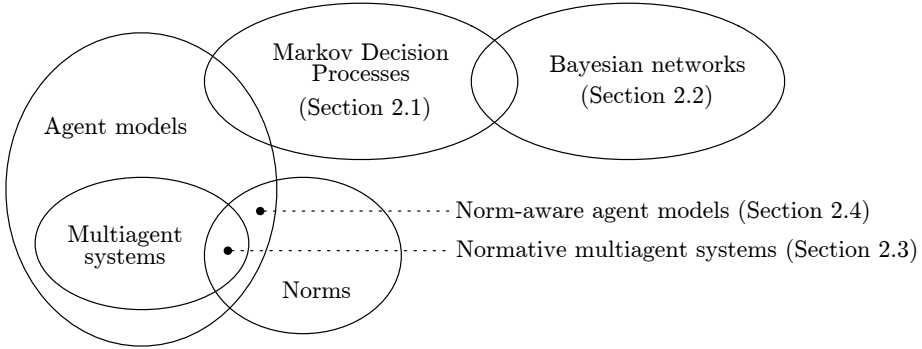 Markov Decision
Processes
(Section 2.1)
Bayesian networks
(Section 2.2)
Agent models
Norm-aware agent models (Section 2.4)
Multiagent
systems
Normative multiagent systems (Section 2.3)
Norms